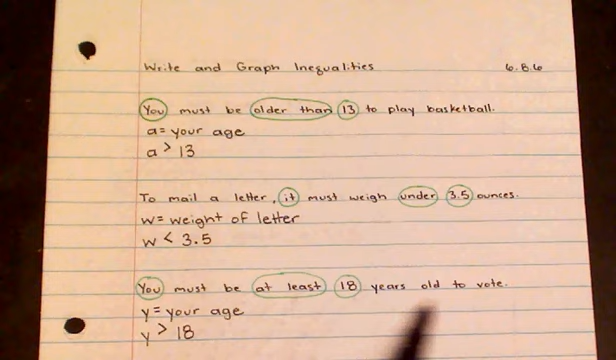 Write and Graph Inequalities 6.B.6
You must be older than 13 to play basketball.
a = your age
a > 13
To mail a letter, it must weigh under 3.5 ounces.
w = weight of letter
w < 3.5
You must be at least 18 years old to vote.
y = your age
y > 18